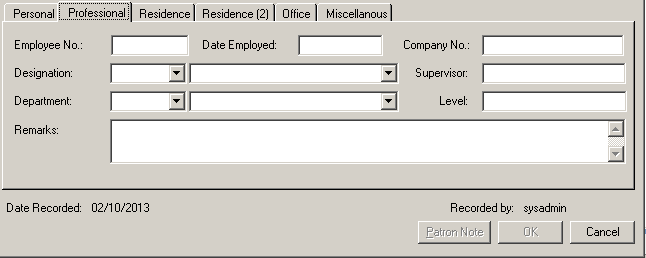 Personal Professional Residence Residence (2) Office Miscellanous
Employee No.: Date Employed: Company No.:
Designation: Supervisor:
Department: Level:
Remarks:
Date Recorded: 02/10/2013 Recorded by: sysadmin
Patron Note OK Cancel